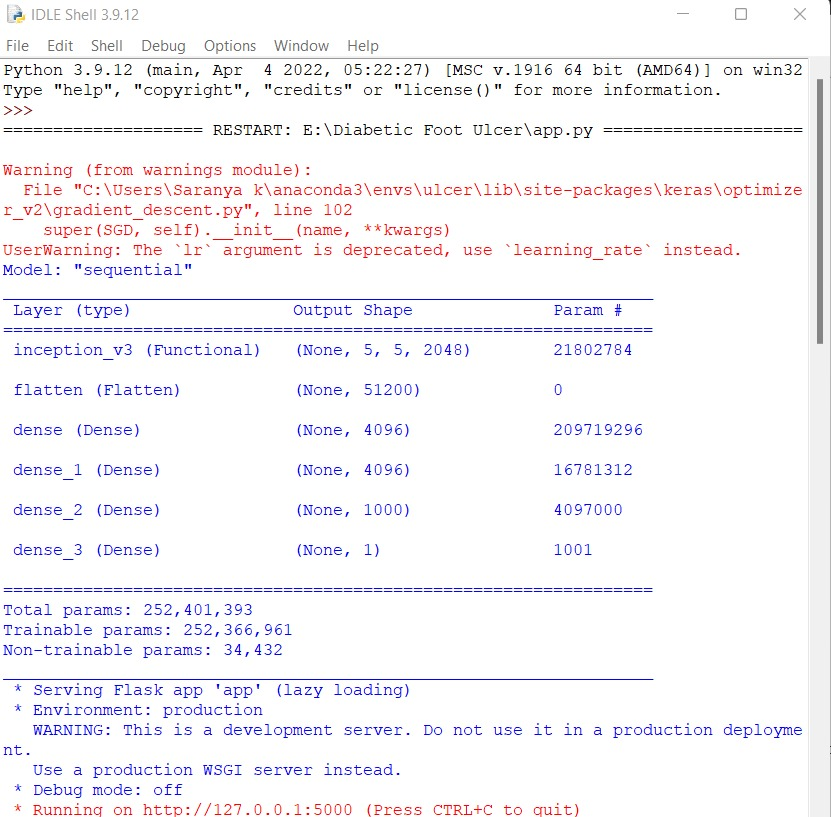 IDLE Shell 3.9.12
File Edit Shell Debug Options Window Help
Python 3.9.12 (main, Apr  4 2022, 05:22:27) [MSC v.1916 64 bit (AMD64)] on win32
Type "help", "copyright", "credits" or "license()" for more information.
>>>
==================== RESTART: E:\Diabetic Foot Ulcer\app.py ====================
Warning (from warnings module):
  File "C:\Users\Saranya k\anaconda3\envs\ulcer\lib\site-packages\keras\optimize
r_v2\gradient_descent.py", line 102
    super(SGD, self).__init__(name, **kwargs)
UserWarning: The `lr` argument is deprecated, use `learning_rate` instead.
Model: "sequential"
_________________________________________________________________
 Layer (type)                Output Shape              Param #
=================================================================
 inception_v3 (Functional)   (None, 5, 5, 2048)        21802784
 flatten (Flatten)           (None, 51200)             0
 dense (Dense)               (None, 4096)              209719296
 dense_1 (Dense)             (None, 4096)              16781312
 dense_2 (Dense)             (None, 1000)              4097000
 dense_3 (Dense)             (None, 1)                 1001
=================================================================
Total params: 252,401,393
Trainable params: 252,366,961
Non-trainable params: 34,432
_________________________________________________________________
 * Serving Flask app 'app' (lazy loading)
 * Environment: production
   WARNING: This is a development server. Do not use it in a production deployme
nt.
   Use a production WSGI server instead.
 * Debug mode: off
 * Running on http://127.0.0.1:5000 (Press CTRL+C to quit)